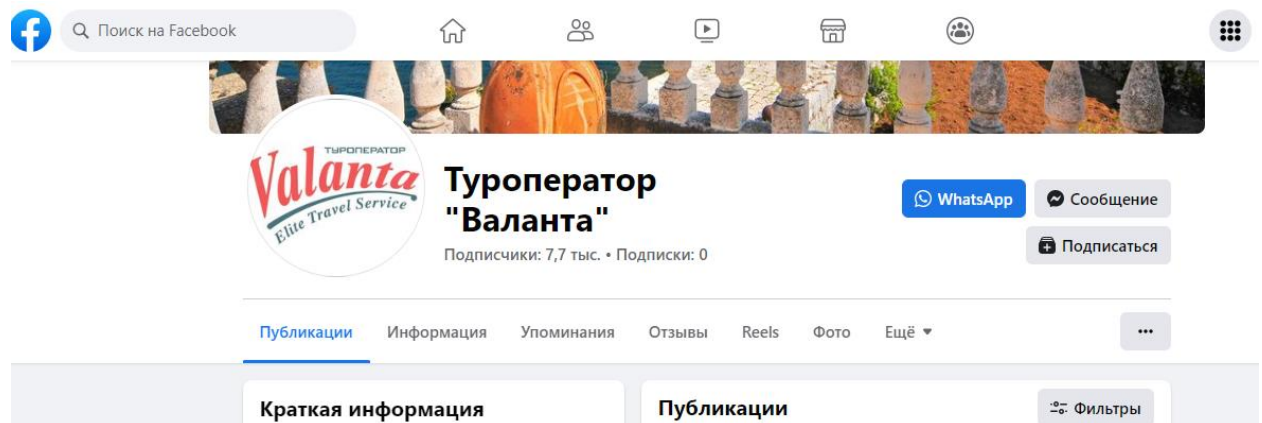 Поиск на Facebook
ТУРОПЕРАТОР
Valanta
Elite Travel Service
Туроператор
"Валанта"
Подписчики: 7,7 тыс. • Подписки: 0
WhatsApp
Сообщение
Подписаться
Публикации Информация Упоминания Отзывы Reels Фото Ещё
Краткая информация
Публикации
Фильтры